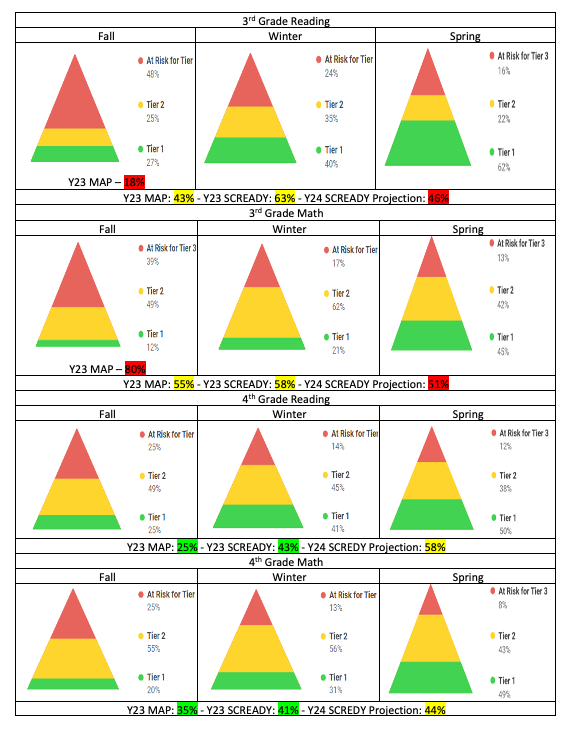 3rd Grade Reading
Fall Winter Spring
At Risk for Tier
48%
Tier 2
25%
Tier 1
27%
At Risk for Tier
24%
Tier 2
35%
Tier 1
40%
At Risk for Tier 3
16%
Tier 2
22%
Tier 1
62%
Y23 MAP – 18%
Y23 MAP: 43% - Y23 SCREADY: 63% - Y24 SCREADY Projection: 46%
3rd Grade Math
Fall Winter Spring
At Risk for Tier 3
39%
Tier 2
49%
Tier 1
12%
At Risk for Tier
17%
Tier 2
62%
Tier 1
21%
At Risk for Tier 3
13%
Tier 2
42%
Tier 1
45%
Y23 MAP – 80%
Y23 MAP: 55% - Y23 SCREADY: 58% - Y24 SCREADY Projection: 51%
4th Grade Reading
Fall Winter Spring
At Risk for Tier
25%
Tier 2
49%
Tier 1
25%
At Risk for Tier
14%
Tier 2
45%
Tier 1
41%
At Risk for Tier 3
12%
Tier 2
38%
Tier 1
50%
Y23 MAP: 25% - Y23 SCREADY: 43% - Y24 SCREDY Projection: 58%
4th Grade Math
Fall Winter Spring
At Risk for Tier
25%
Tier 2
55%
Tier 1
20%
At Risk for Tier
13%
Tier 2
56%
Tier 1
31%
At Risk for Tier 3
8%
Tier 2
43%
Tier 1
49%
Y23 MAP: 35% - Y23 SCREADY: 41% - Y24 SCREDY Projection: 44%